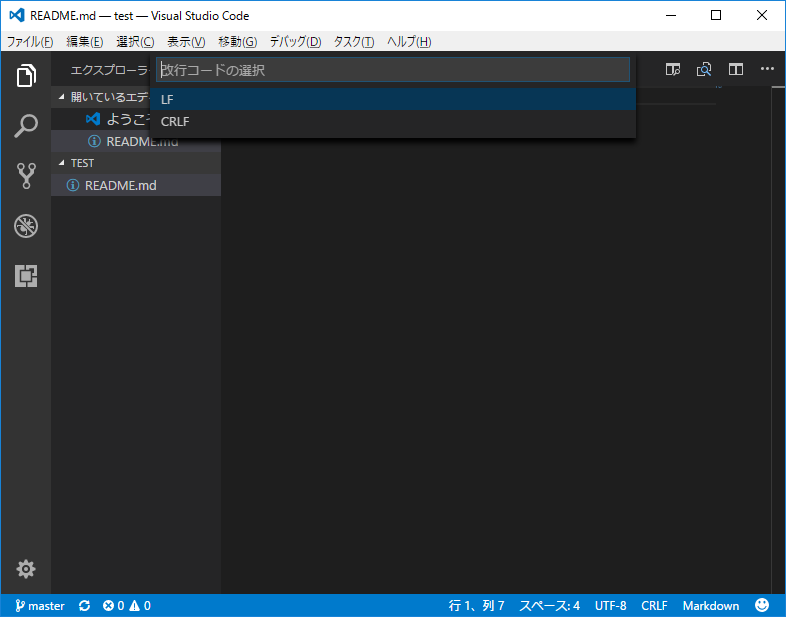 README.md — test — Visual Studio Code
ファイル(F) 編集(E) 選択(C) 表示(V) 移動(G) デバッグ(D) タスク(T) ヘルプ(H)
エクスプローラ
改行コードの選択
開いているエデ
LF
ようこそ
CRLF
README.md
TEST
README.md
master 0 0 行 1、列 7 スペース: 4 UTF-8 CRLF Markdown